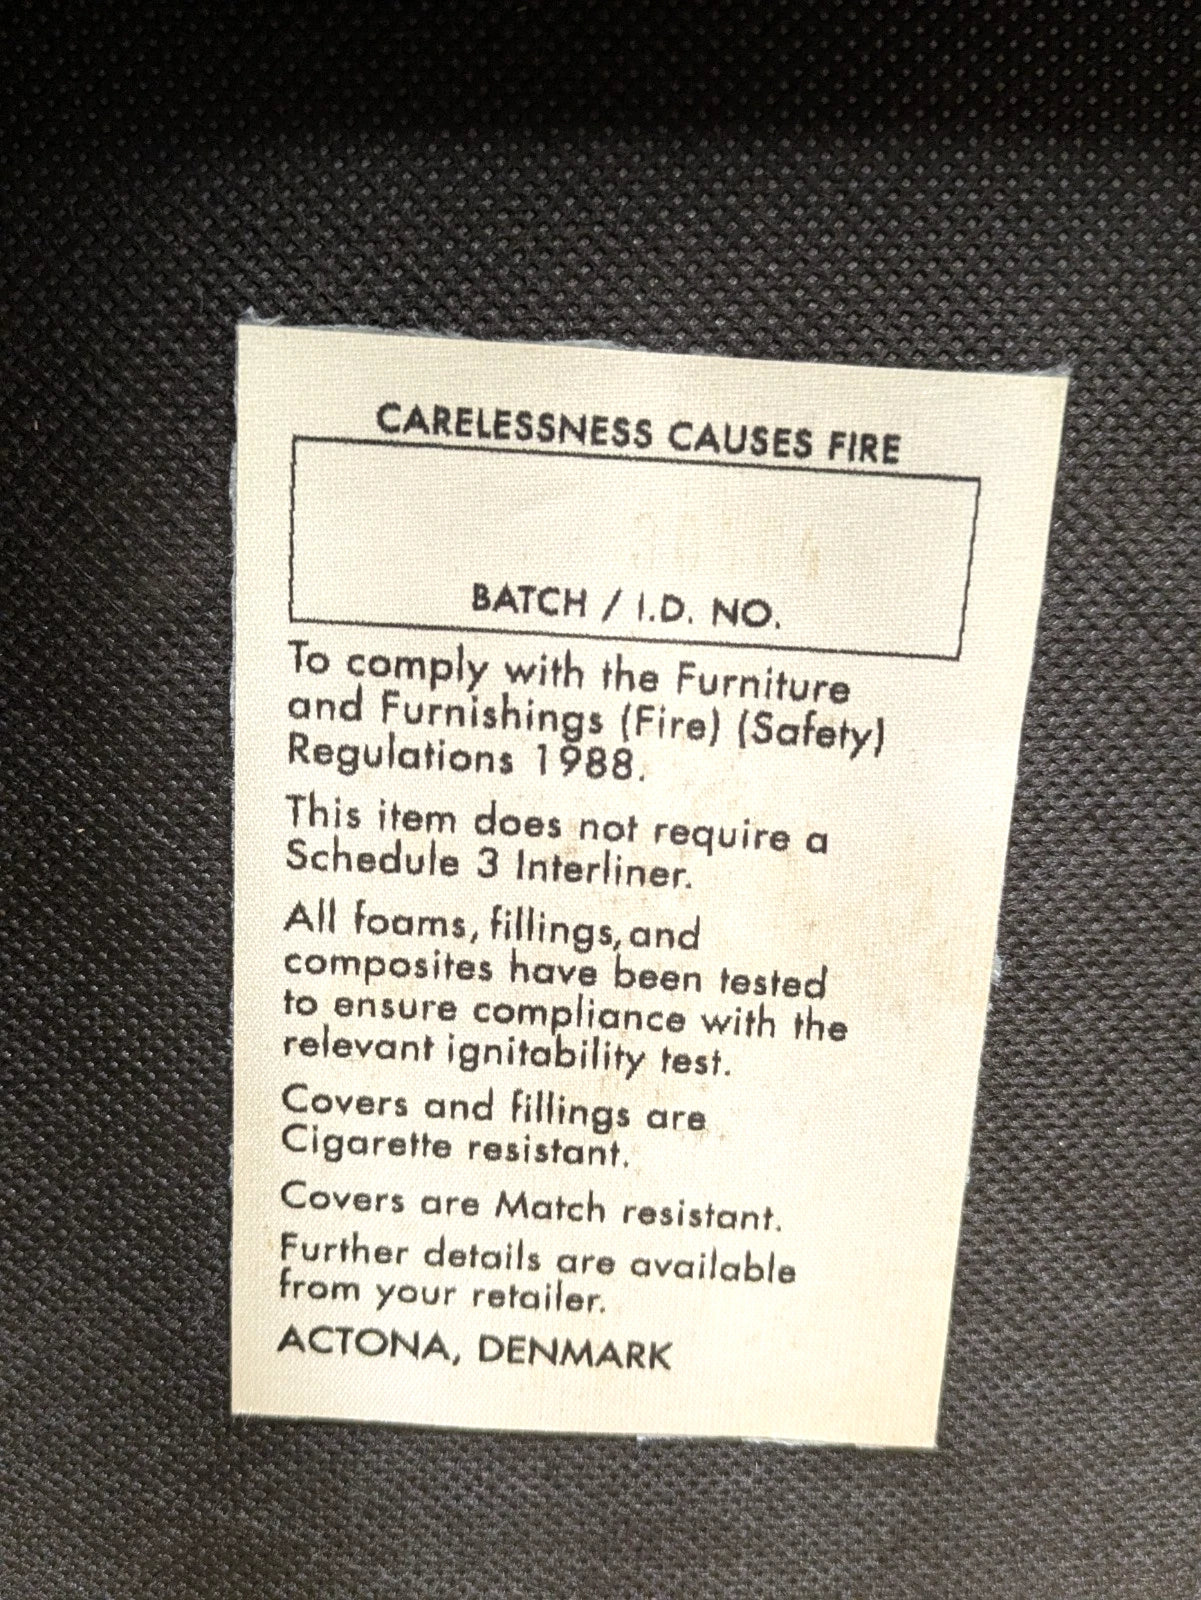 CARELESSNESS CAUSES FIRE
BATCH / I.D. NO.
To comply with the Furniture
and Furnishings (Fire) (Safety)
Regulations 1988.
This item does not require a
Schedule 3 Interliner.
All foams, fillings, and
composites have been tested
to ensure compliance with the
relevant ignitability test.
Covers and fillings are
Cigarette resistant.
Covers are Match resistant.
Further details are available
from your retailer.
ACTONA, DENMARK